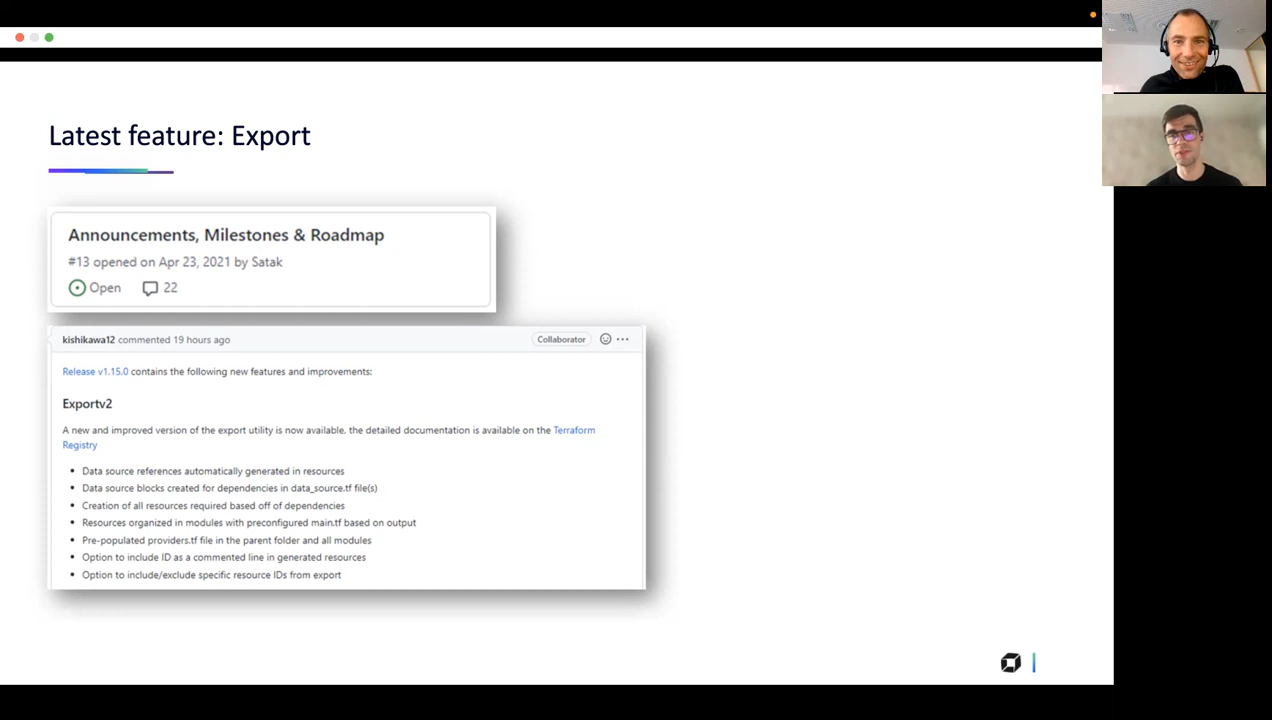 Latest feature: Export
Announcements, Milestones & Roadmap
#13 opened on Apr 23, 2021 by Satak
Open 22
kishikawa12 commented 19 hours ago Collaborator
Release v1.15.0 contains the following new features and improvements:
Exportv2
A new and improved version of the export utility is now available, the detailed documentation is available on the Terraform
Registry
• Data source references automatically generated in resources
• Data source blocks created for dependencies in data_source.tf file(s)
• Creation of all resources required based off of dependencies
• Resources organized in modules with preconfigured main.tf based on output
• Pre-populated providers.tf file in the parent folder and all modules
• Option to include ID as a commented line in generated resources
• Option to include/exclude specific resource IDs from export